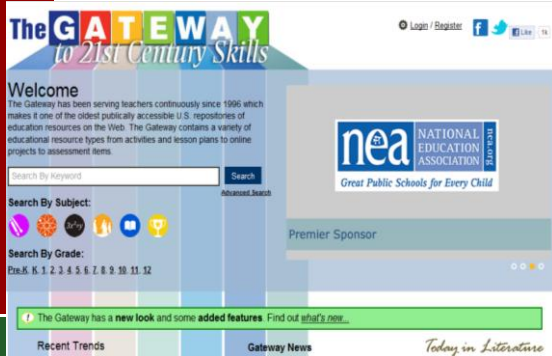 The GATEWAY
to 21st Century Skills
Login / Register
Like 1k
Welcome
The Gateway has been serving teachers continuously since 1996 which
makes it one of the oldest publically accessible U.S. repositories of
education resources on the Web. The Gateway contains a variety of
educational resource types from activities and lesson plans to online
projects to assessment items.
Search By Keyword
Search
Advanced Search
Search By Subject:
Search By Grade:
Pre-K, K, 1, 2, 3, 4, 5, 6, 7, 8, 9, 10, 11, 12
nea
NATIONAL
EDUCATION
ASSOCIATION
nea.org
Great Public Schools for Every Child
Premier Sponsor
The Gateway has a new look and some added features. Find out what's new...
Recent Trends
Gateway News
Today in Literature